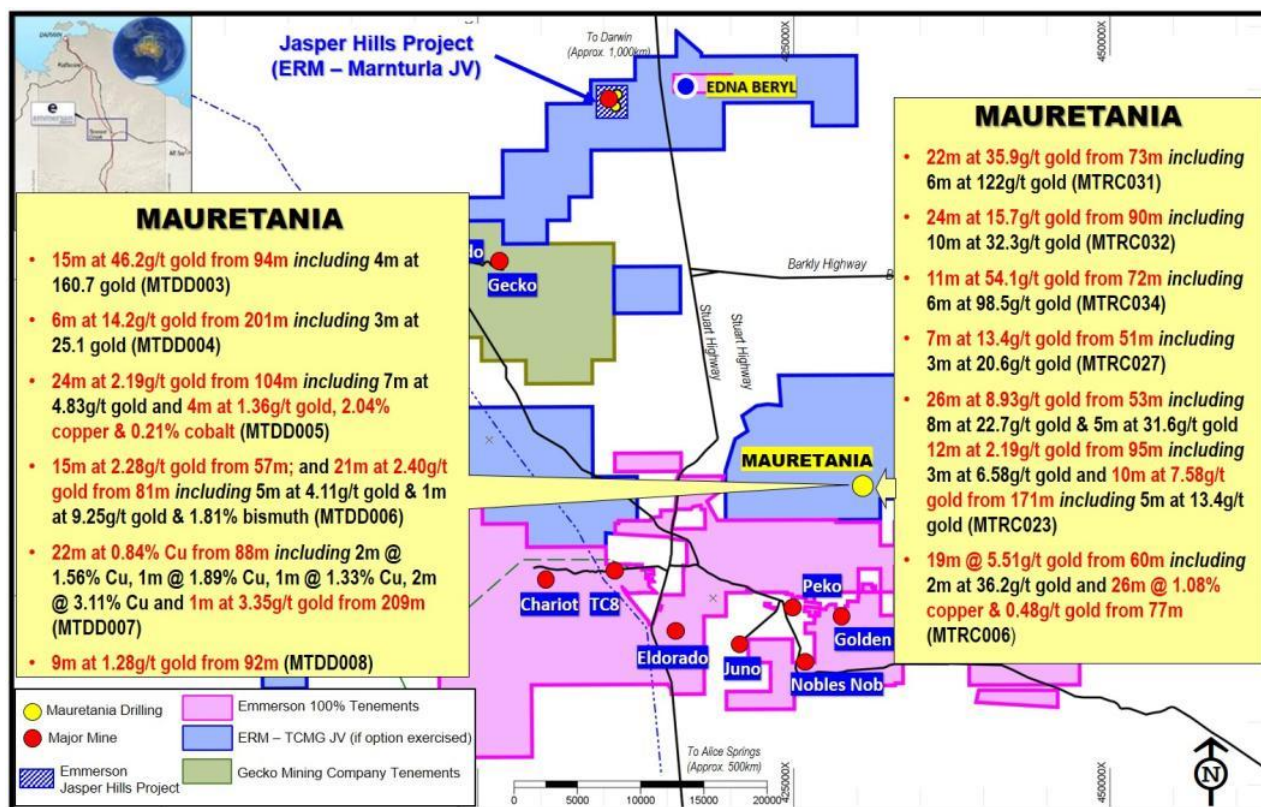 DARWIN
Katherine
e
emmerson
Tennant Creek
Jasper Hills Project
(ERM – Marnturla JV)
To Darwin
(Approx. 1,000km)
425000X
450000X
EDNA BERYL
MAURETANIA
• 15m at 46.2g/t gold from 94m including 4m at
160.7 gold (MTDD003)
• 6m at 14.2g/t gold from 201m including 3m at
25.1 gold (MTDD004)
• 24m at 2.19g/t gold from 104m including 7m at
4.83g/t gold and 4m at 1.36g/t gold, 2.04%
copper & 0.21% cobalt (MTDD005)
• 15m at 2.28g/t gold from 57m; and 21m at 2.40g/t
gold from 81m including 5m at 4.11g/t gold & 1m
at 9.25g/t gold & 1.81% bismuth (MTDD006)
• 22m at 0.84% Cu from 88m including 2m @
1.56% Cu, 1m @ 1.89% Cu, 1m @ 1.33% Cu, 2m
@ 3.11% Cu and 1m at 3.35g/t gold from 209m
(MTDD007)
• 9m at 1.28g/t gold from 92m (MTDD008)
MAURETANIA
• 22m at 35.9g/t gold from 73m including
6m at 122g/t gold (MTRC031)
• 24m at 15.7g/t gold from 90m including
10m at 32.3g/t gold (MTRC032)
• 11m at 54.1g/t gold from 72m including
6m at 98.5g/t gold (MTRC034)
• 7m at 13.4g/t gold from 51m including
3m at 20.6g/t gold (MTRC027)
• 26m at 8.93g/t gold from 53m including
8m at 22.7g/t gold & 5m at 31.6g/t gold
12m at 2.19g/t gold from 95m including
3m at 6.58g/t gold and 10m at 7.58g/t
gold from 171m including 5m at 13.4g/t
gold (MTRC023)
• 19m @ 5.51g/t gold from 60m including
2m at 36.2g/t gold and 26m @ 1.08%
copper & 0.48g/t gold from 77m
(MTRC006)
do
Gecko
Barkly Highway
Stuart Highway
Stuart Highway
MAURETANIA
Chariot
TC8
Eldorado
Juno
Peko
Golden
Nobles Nob
To Alice Springs
(Approx. 500km)
0 5000 10000 15000 20000
425000X
450000X
N
Mauretania Drilling
Major Mine
Emmerson
Jasper Hills Project
Emmerson 100% Tenements
ERM – TCMG JV (if option exercised)
Gecko Mining Company Tenements